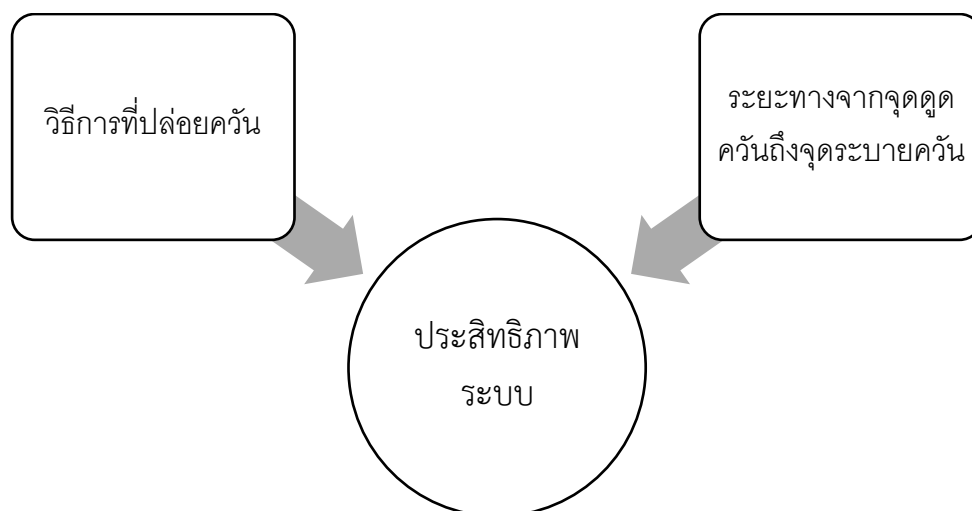 วิธีการที่ปล่อยควัน
ระยะทางจากจุดดูด
ควันถึงจุดระบายควัน
ประสิทธิภาพ
ระบบ